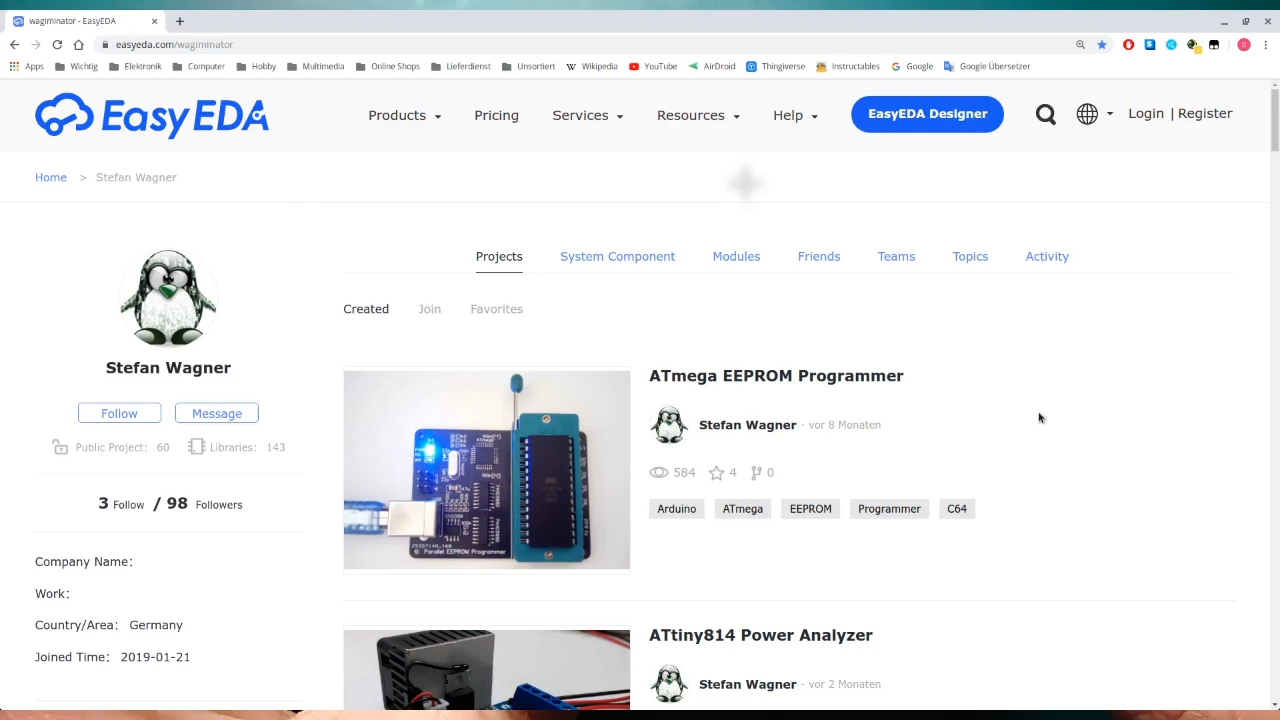 wagiminator - EasyEDA
easyeda.com/wagiminator
Apps Wichtig Elektronik Computer Hobby Multimedia Online Shops Lieferdienst Unsortiert Wikipedia YouTube AirDroid Thingiverse Instructables Google Google Übersetzer
EasyEDA Products Pricing Services Resources Help EasyEDA Designer Login | Register
Home > Stefan Wagner
Projects System Component Modules Friends Teams Topics Activity
Created Join Favorites
Stefan Wagner
Follow Message
Public Project: 60 Libraries: 143
3 Follow / 98 Followers
Company Name:
Work:
Country/Area: Germany
Joined Time: 2019-01-21
ATmega EEPROM Programmer
Stefan Wagner - vor 8 Monaten
584 4 0
Arduino ATmega EEPROM Programmer C64
© Parallel EEPROM Programmer
ATtiny814 Power Analyzer
Stefan Wagner - vor 2 Monaten